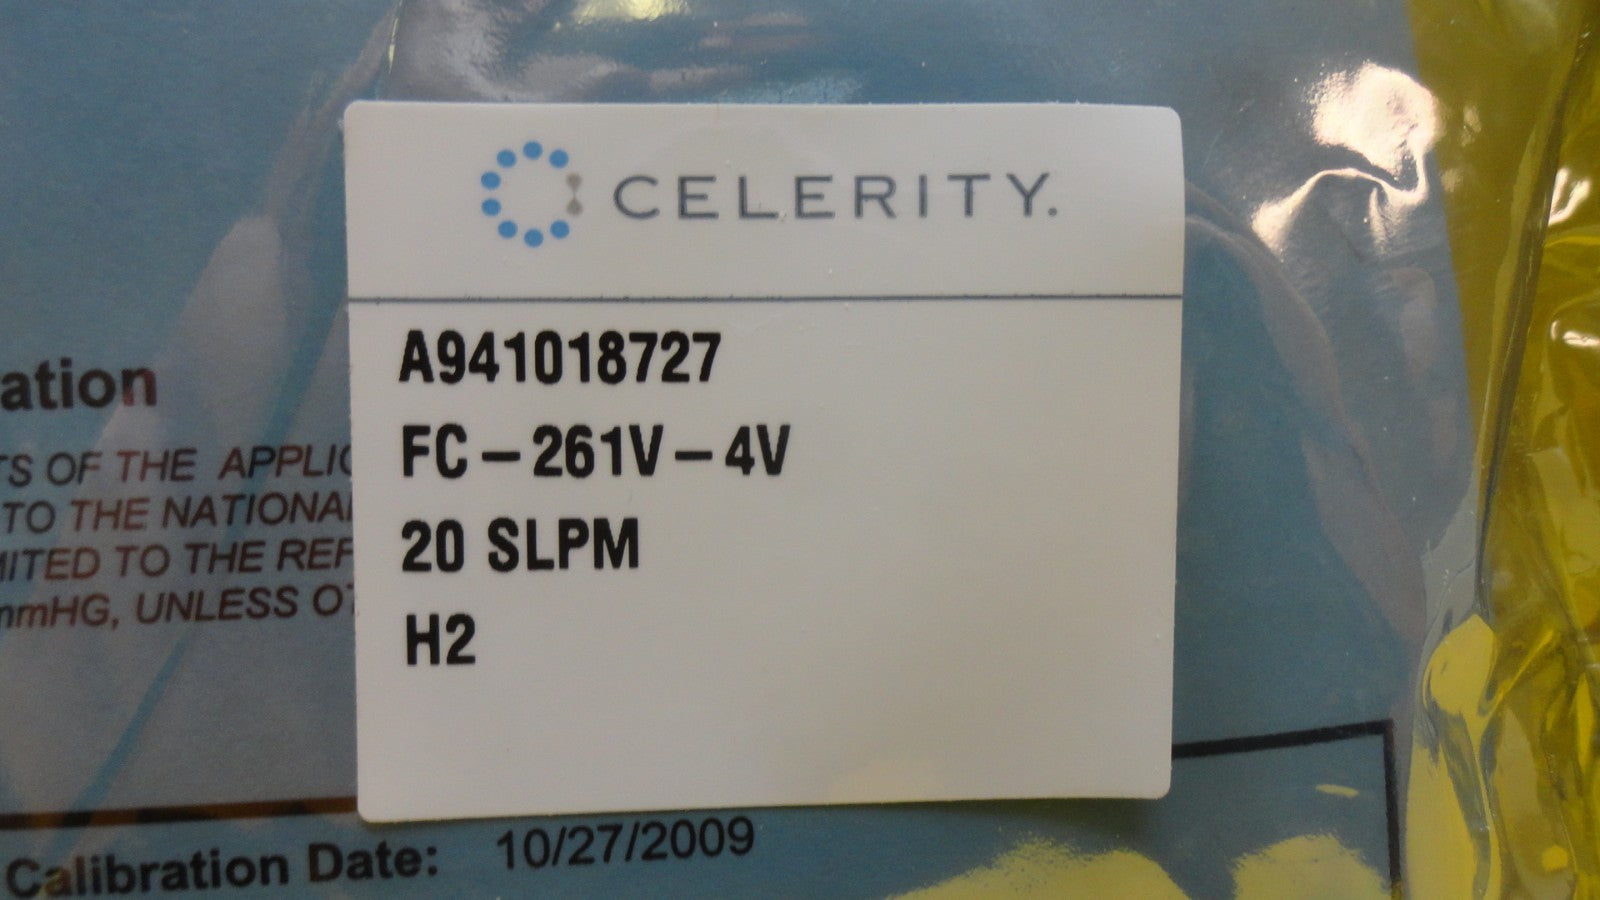 CELERITY.
A941018727
FC-261V-4V
20 SLPM
H2
ation
TS OF THE APPLIC
TO THE NATIONAL
MITED TO THE REF
mmHG, UNLESS OT
Calibration Date: 10/27/2009